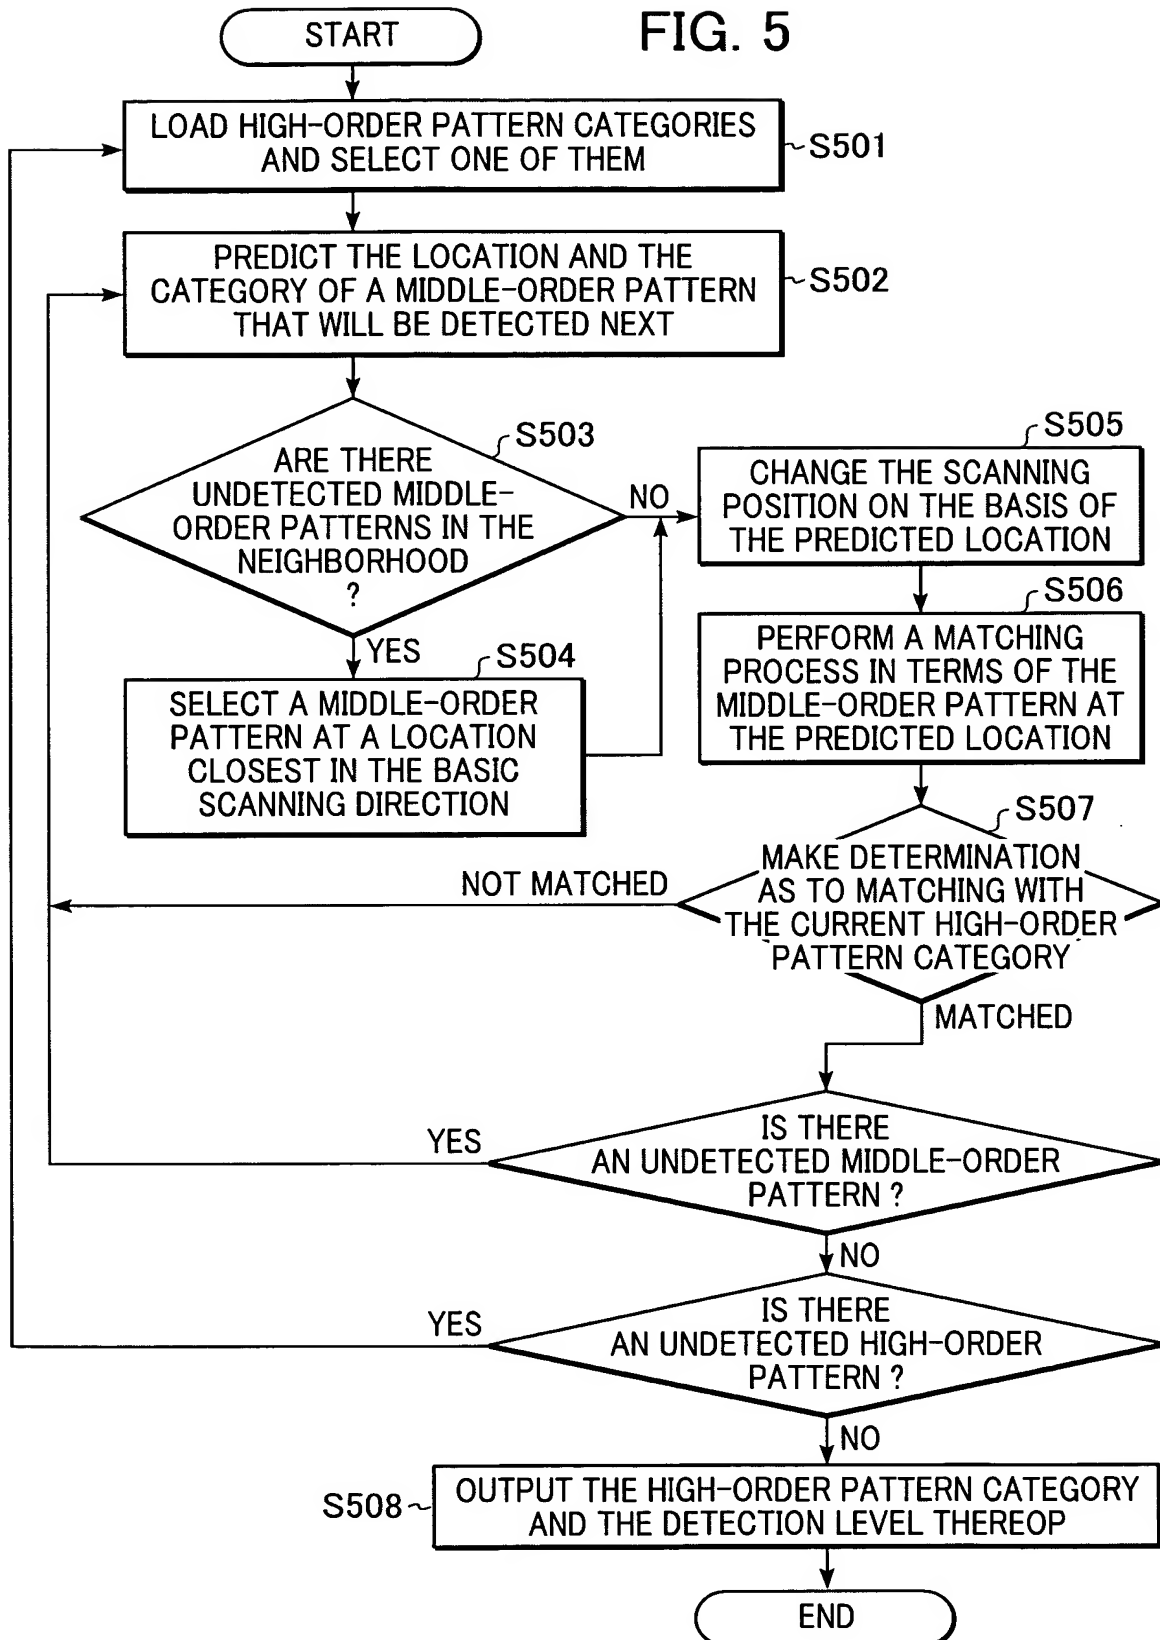 FIG. 5
START
LOAD HIGH-ORDER PATTERN CATEGORIES
AND SELECT ONE OF THEM
S501
PREDICT THE LOCATION AND THE
CATEGORY OF A MIDDLE-ORDER PATTERN
THAT WILL BE DETECTED NEXT
S502
S503
ARE THERE
UNDETECTED MIDDLE-
ORDER PATTERNS IN THE
NEIGHBORHOOD
?
NO
YES
S504
SELECT A MIDDLE-ORDER
PATTERN AT A LOCATION
CLOSEST IN THE BASIC
SCANNING DIRECTION
S505
CHANGE THE SCANNING
POSITION ON THE BASIS OF
THE PREDICTED LOCATION
S506
PERFORM A MATCHING
PROCESS IN TERMS OF THE
MIDDLE-ORDER PATTERN AT
THE PREDICTED LOCATION
S507
MAKE DETERMINATION
AS TO MATCHING WITH
THE CURRENT HIGH-ORDER
PATTERN CATEGORY
NOT MATCHED
MATCHED
IS THERE
AN UNDETECTED MIDDLE-ORDER
PATTERN ?
YES
NO
IS THERE
AN UNDETECTED HIGH-ORDER
PATTERN ?
YES
NO
S508
OUTPUT THE HIGH-ORDER PATTERN CATEGORY
AND THE DETECTION LEVEL THEREOP
END